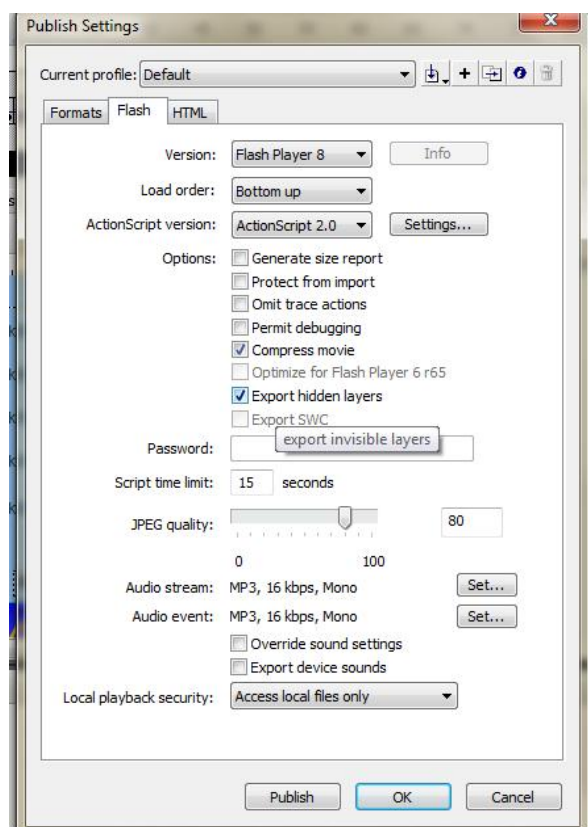 Publish Settings
Current profile: Default
Formats Flash HTML
Version: Flash Player 8 Info
Load order: Bottom up
ActionScript version: ActionScript 2.0 Settings...
Options: Generate size report
Protect from import
Omit trace actions
Permit debugging
Compress movie
Optimize for Flash Player 6 r65
Export hidden layers
Export SWC
export invisible layers
Password:
Script time limit: 15 seconds
JPEG quality: 80
0 100
Audio stream: MP3, 16 kbps, Mono Set...
Audio event: MP3, 16 kbps, Mono Set...
Override sound settings
Export device sounds
Local playback security: Access local files only
Publish OK Cancel